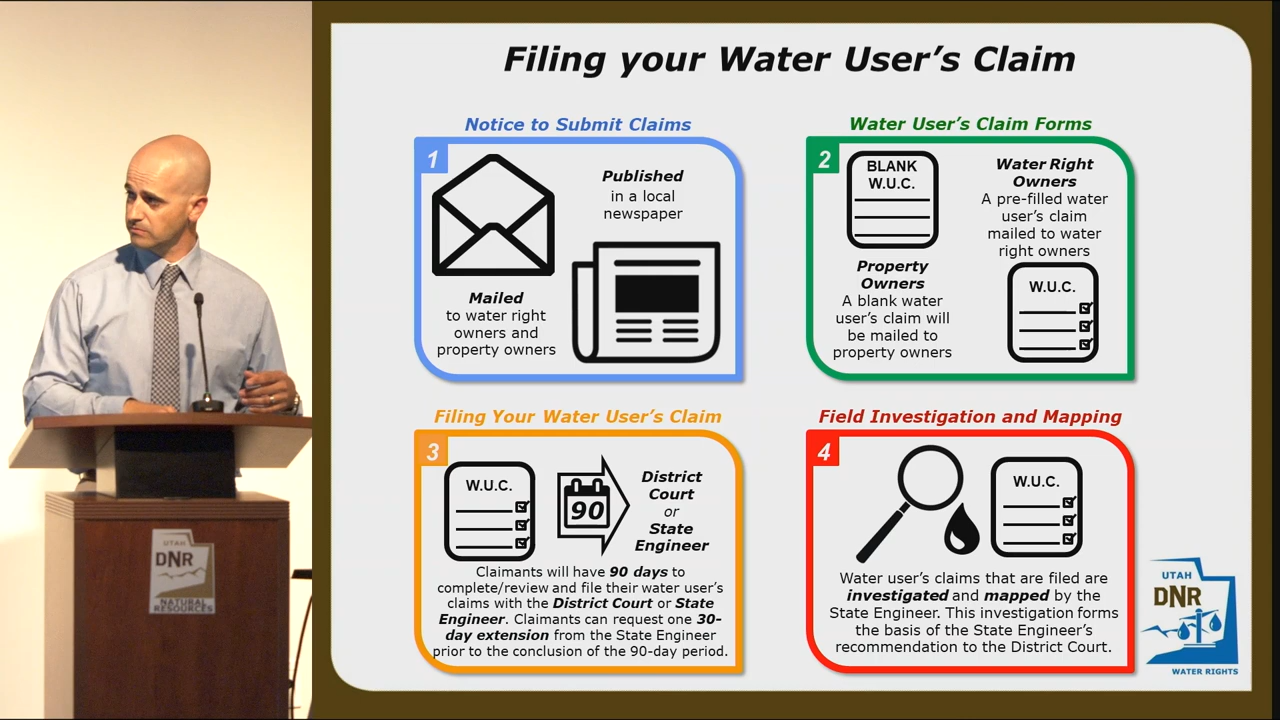 Filing your Water User's Claim
Notice to Submit Claims
1
Published
in a local
newspaper
Mailed
to water right
owners and
property owners
Water User's Claim Forms
2
BLANK
W.U.C.
Property
Owners
A blank water
user's claim will
be mailed to
property owners
Water Right
Owners
A pre-filled water
user's claim
mailed to water
right owners
W.U.C.
Filing Your Water User's Claim
3
W.U.C.
90
District
Court
or
State
Engineer
Claimants will have 90 days to
complete/review and file their water user's
claims with the District Court or State
Engineer. Claimants can request one 30-
day extension from the State Engineer
prior to the conclusion of the 90-day period.
Field Investigation and Mapping
4
W.U.C.
Water user's claims that are filed are
investigated and mapped by the
State Engineer. This investigation forms
the basis of the State Engineer's
recommendation to the District Court.
UTAH
DNR
WATER RIGHTS
UTAH
DNR
NATURAL
RESOURCES